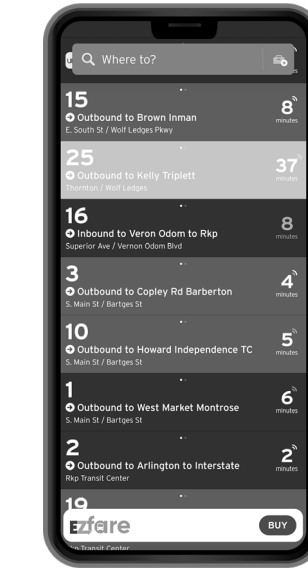 Where to?
15
Outbound to Brown Inman
E. South St / Wolf Ledges Pkwy
8
minutes
25
Outbound to Kelly Triplett
Thornton / Wolf Ledges
37
minutes
16
Inbound to Veron Odom to Rkp
Superior Ave / Vernon Odom Blvd
8
minutes
3
Outbound to Copley Rd Barberton
S. Main St / Bartges St
4
minutes
10
Outbound to Howard Independence TC
S. Main St / Bartges St
5
minutes
1
Outbound to West Market Montrose
S. Main St / Bartges St
6
minutes
2
Outbound to Arlington to Interstate
Rkp Transit Center
2
minutes
19
EZfare
BUY
Transit Center